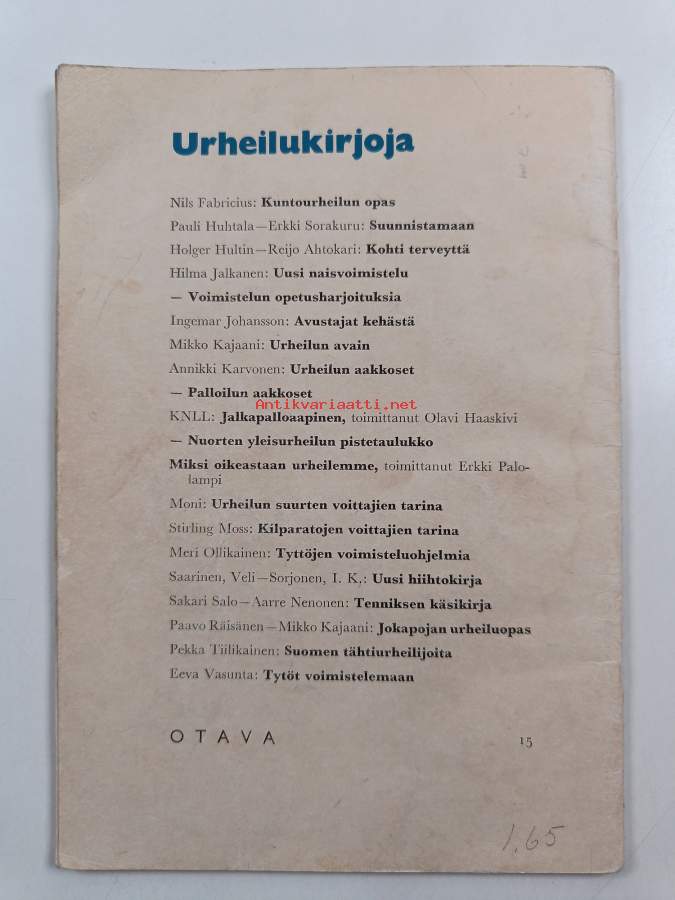 Urheilukirjoja
Nils Fabricius: Kuntourheilun opas
Pauli Huhtala—Erkki Sorakuru: Suunnistamaan
Holger Hultin—Reijo Ahtokari: Kohti terveyttä
Hilma Jalkanen: Uusi naisvoimistelu
— Voimistelun opetusharjoituksia
Ingemar Johansson: Avustajat kehästä
Mikko Kajaani: Urheilun avain
Annikki Karvonen: Urheilun aakkoset
— Palloilun aakkoset
Antikvariaatti.net
KNLL: Jalkapalloaapinen, toimittanut Olavi Haaskivi
— Nuorten yleisurheilun pistetaulukko
Miksi oikeastaan urheilemme, toimittanut Erkki Palo-
lampi
Moni: Urheilun suurten voittajien tarina
Stirling Moss: Kilparatojen voittajien tarina
Meri Ollikainen: Tyttöjen voimisteluohjelmia
Saarinen, Veli—Sorjonen, I. K.: Uusi hiihtokirja
Sakari Salo—Aarre Nenonen: Tenniksen käsikirja
Paavo Räisänen—Mikko Kajaani: Jokapojan urheiluopas
Pekka Tiilikainen: Suomen tähtiurheilijoita
Eeva Vasunta: Tytöt voimistelemaan
OTAVA 15
1.65